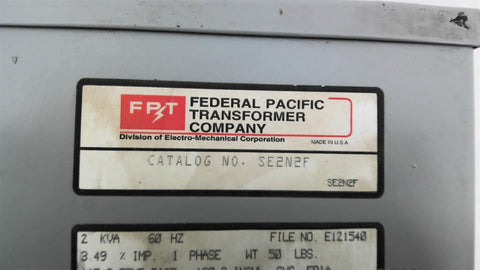 FPT FEDERAL PACIFIC
TRANSFORMER
COMPANY
Division of Electro-Mechanical Corporation MADE IN U.S.A.
CATALOG NO. SE2N2F
SE2N2F
2 KVA 60 HZ FILE NO. E121540
3.49 % IMP. 1 PHASE WT 50 LBS.